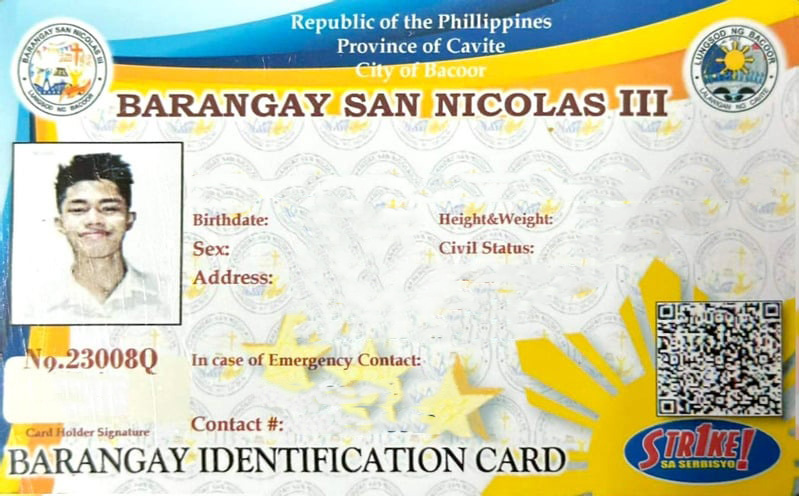 Republic of the Phillippines
Province of Cavite
City of Bacoor
BARANGAY SAN NICOLAS III
BARANGAY SAN NICOLAS III
LUNGSOD NG BACOOR
LUNGSOD NG BACOOR
LALAWIGAN NG CAVITE
Birthdate:
Height&Weight:
Sex:
Civil Status:
Address:
No.23008Q
In case of Emergency Contact:
Contact #:
Card Holder Signature
STR1KE!
SA SERBISYO
BARANGAY IDENTIFICATION CARD